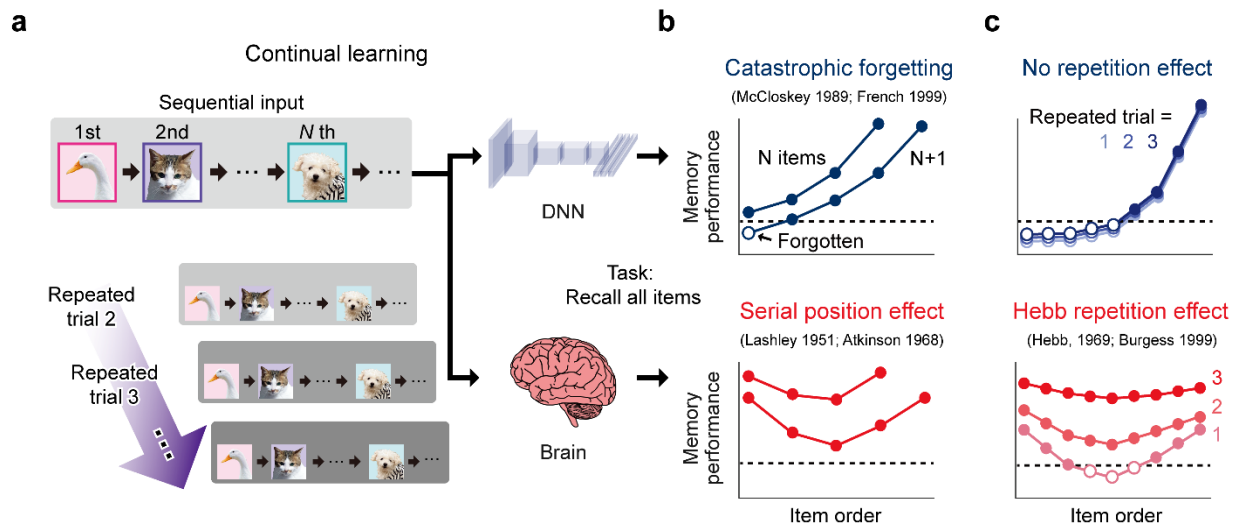 a
Continual learning
Sequential input
1st
2nd
N th
...
...
DNN
Repeated
trial 2
Repeated
trial 3
...
... ...
... ...
... ...
Task:
Recall all items
Brain
b
Catastrophic forgetting
(McCloskey 1989; French 1999)
Memory
performance
N items
N+1
Forgotten
Serial position effect
(Lashley 1951; Atkinson 1968)
Memory
performance
Item order
c
No repetition effect
Repeated trial =
1 2 3
Hebb repetition effect
(Hebb, 1969; Burgess 1999)
3
2
1
Item order